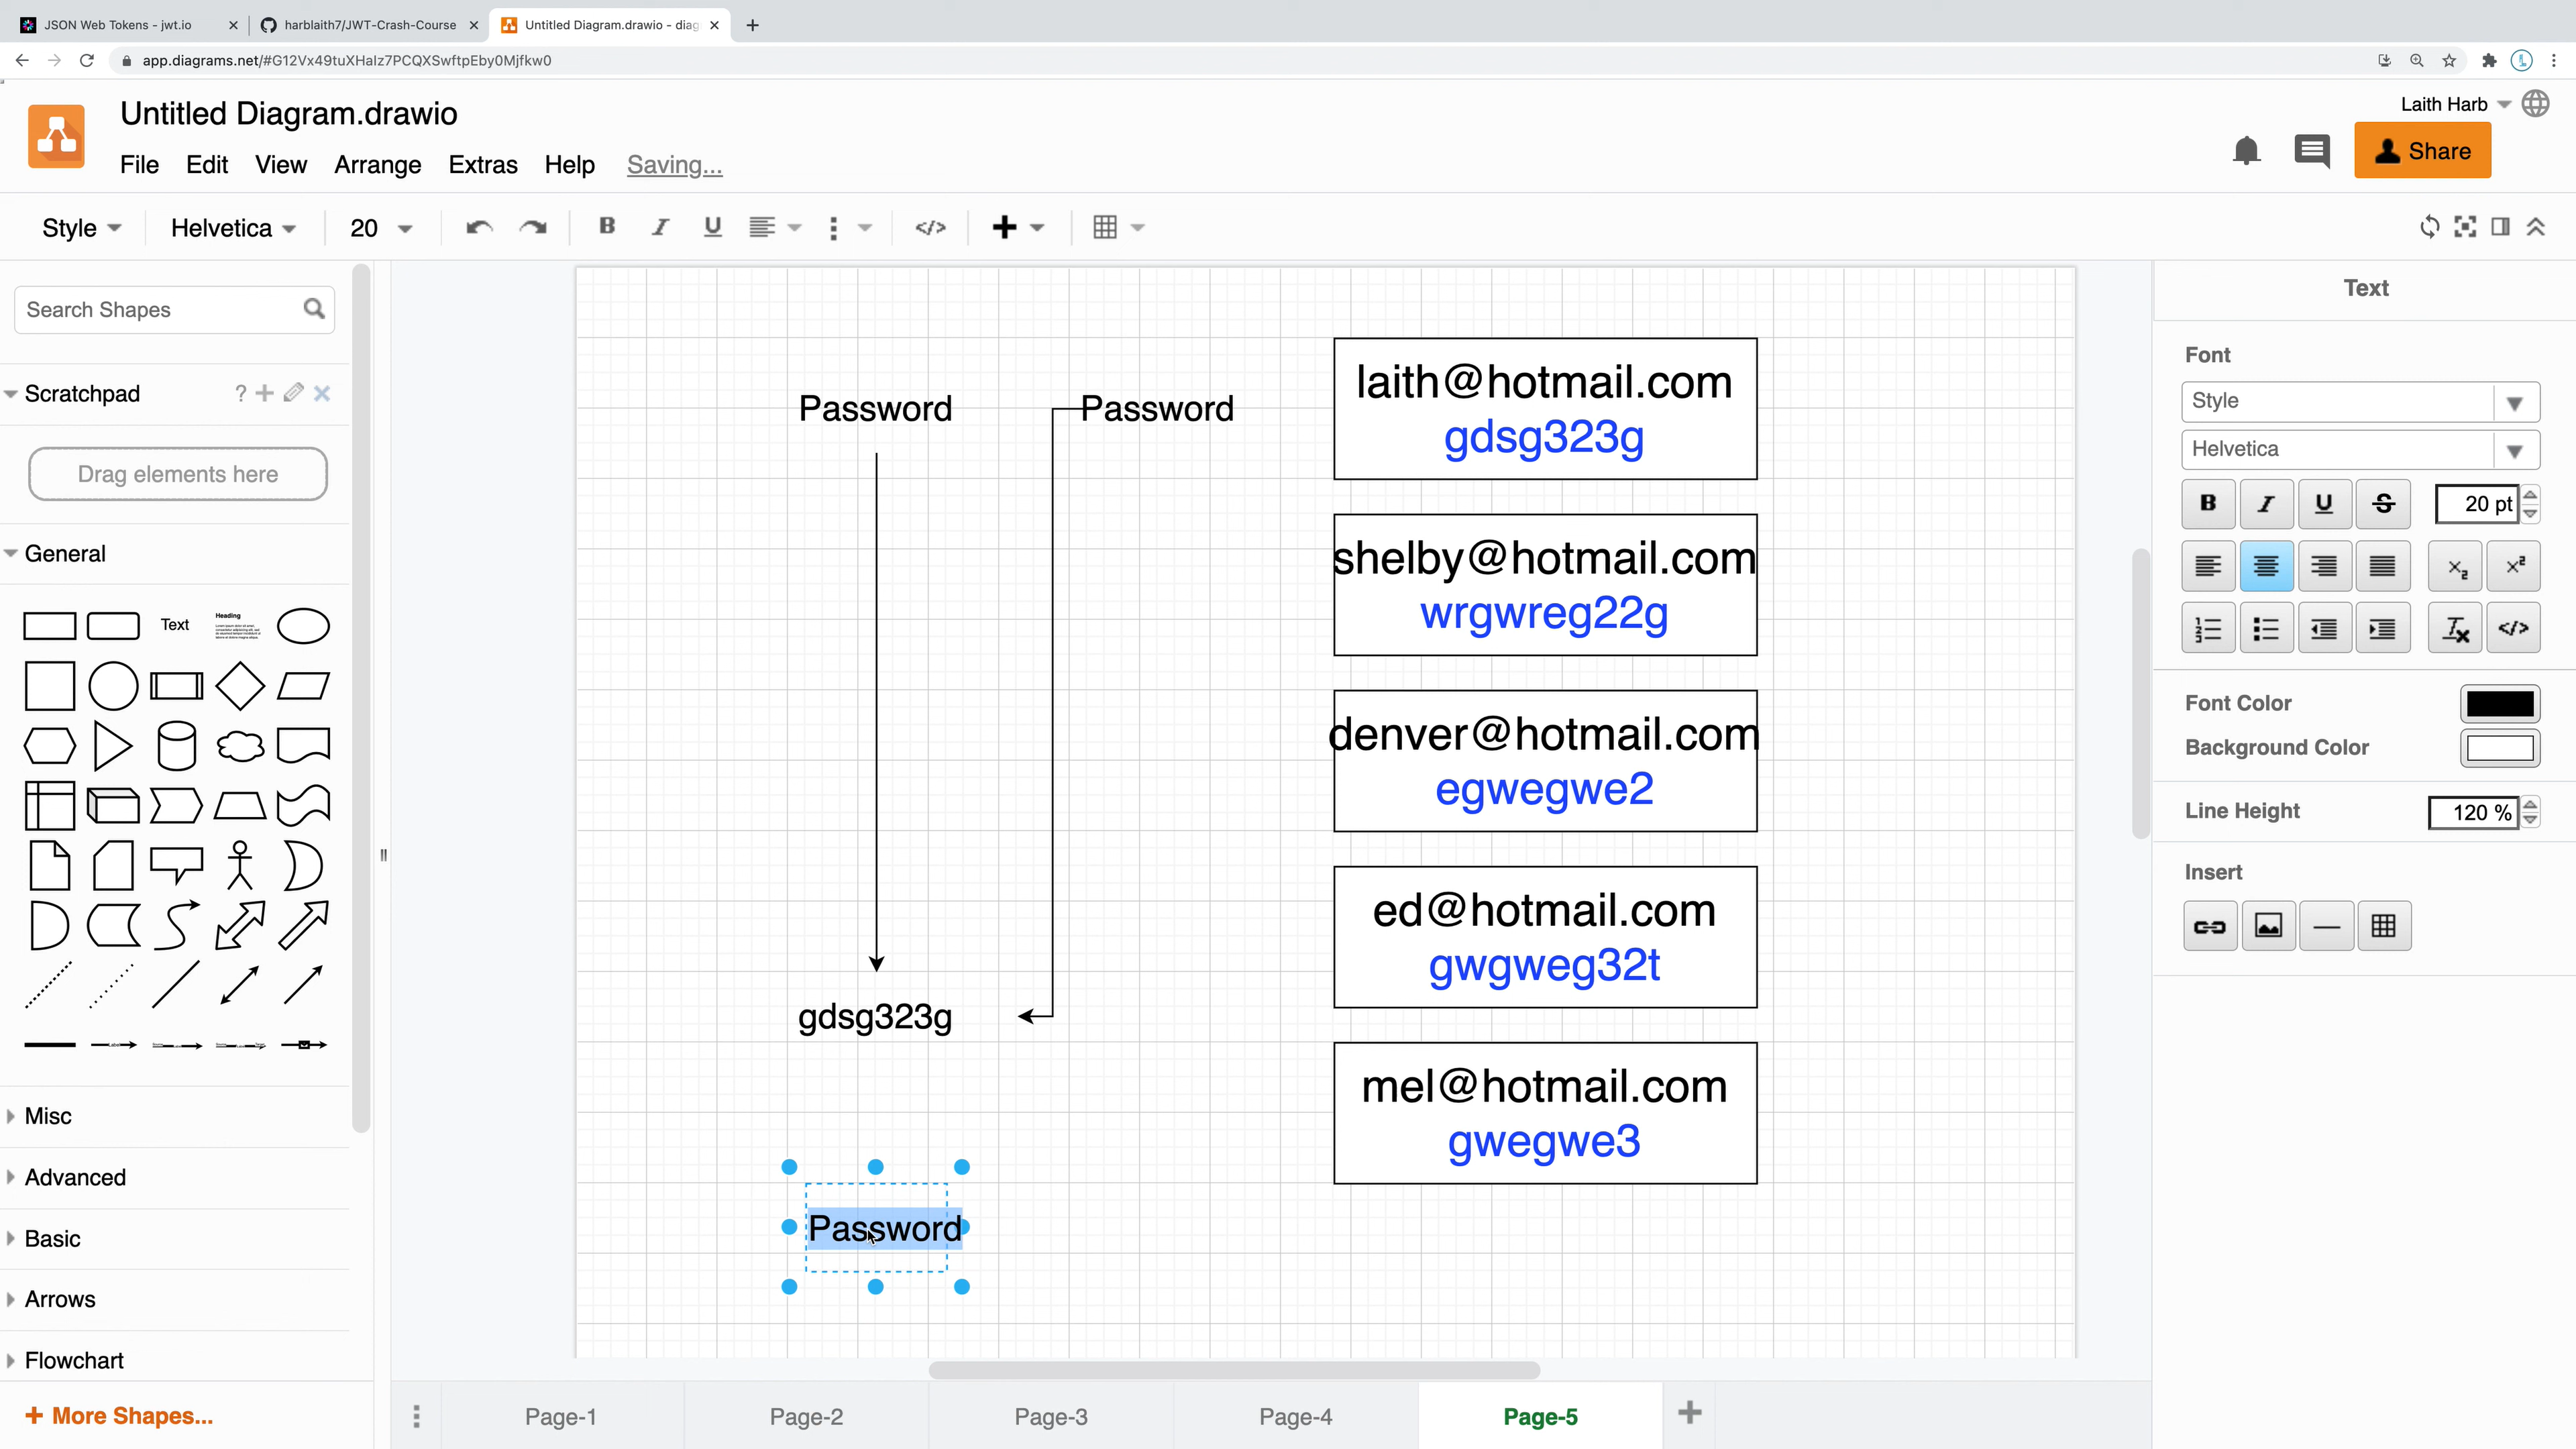 JSON Web Tokens - jwt.io
harblaith7/JWT-Crash-Course
Untitled Diagram.drawio - diag
app.diagrams.net/#G12Vx49tuXHalz7PCQXSwftpEby0Mjfkw0
Untitled Diagram.drawio
Laith Harb
File Edit View Arrange Extras Help Saving...
Share
Style Helvetica 20
Search Shapes
Scratchpad
Drag elements here
General
Text
Heading
Misc
Advanced
Basic
Arrows
Flowchart
+ More Shapes...
Password
Password
gdsg323g
Password
laith@hotmail.com
gdsg323g
shelby@hotmail.com
wrgwreg22g
denver@hotmail.com
egwegwe2
ed@hotmail.com
gwgweg32t
mel@hotmail.com
gwegwe3
Page-1 Page-2 Page-3 Page-4 Page-5
Text
Font
Style
Helvetica
B I U S 20 pt
Font Color
Background Color
Line Height 120 %
Insert